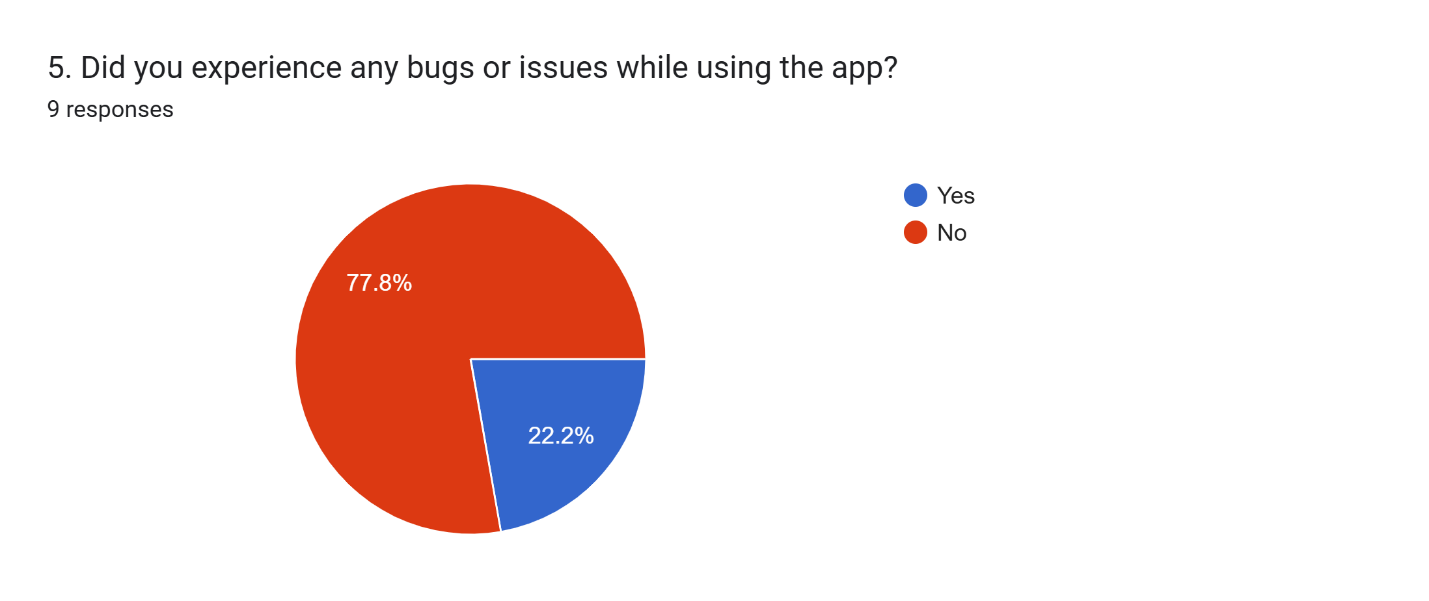 5. Did you experience any bugs or issues while using the app?
9 responses
Yes
No
77.8%
22.2%